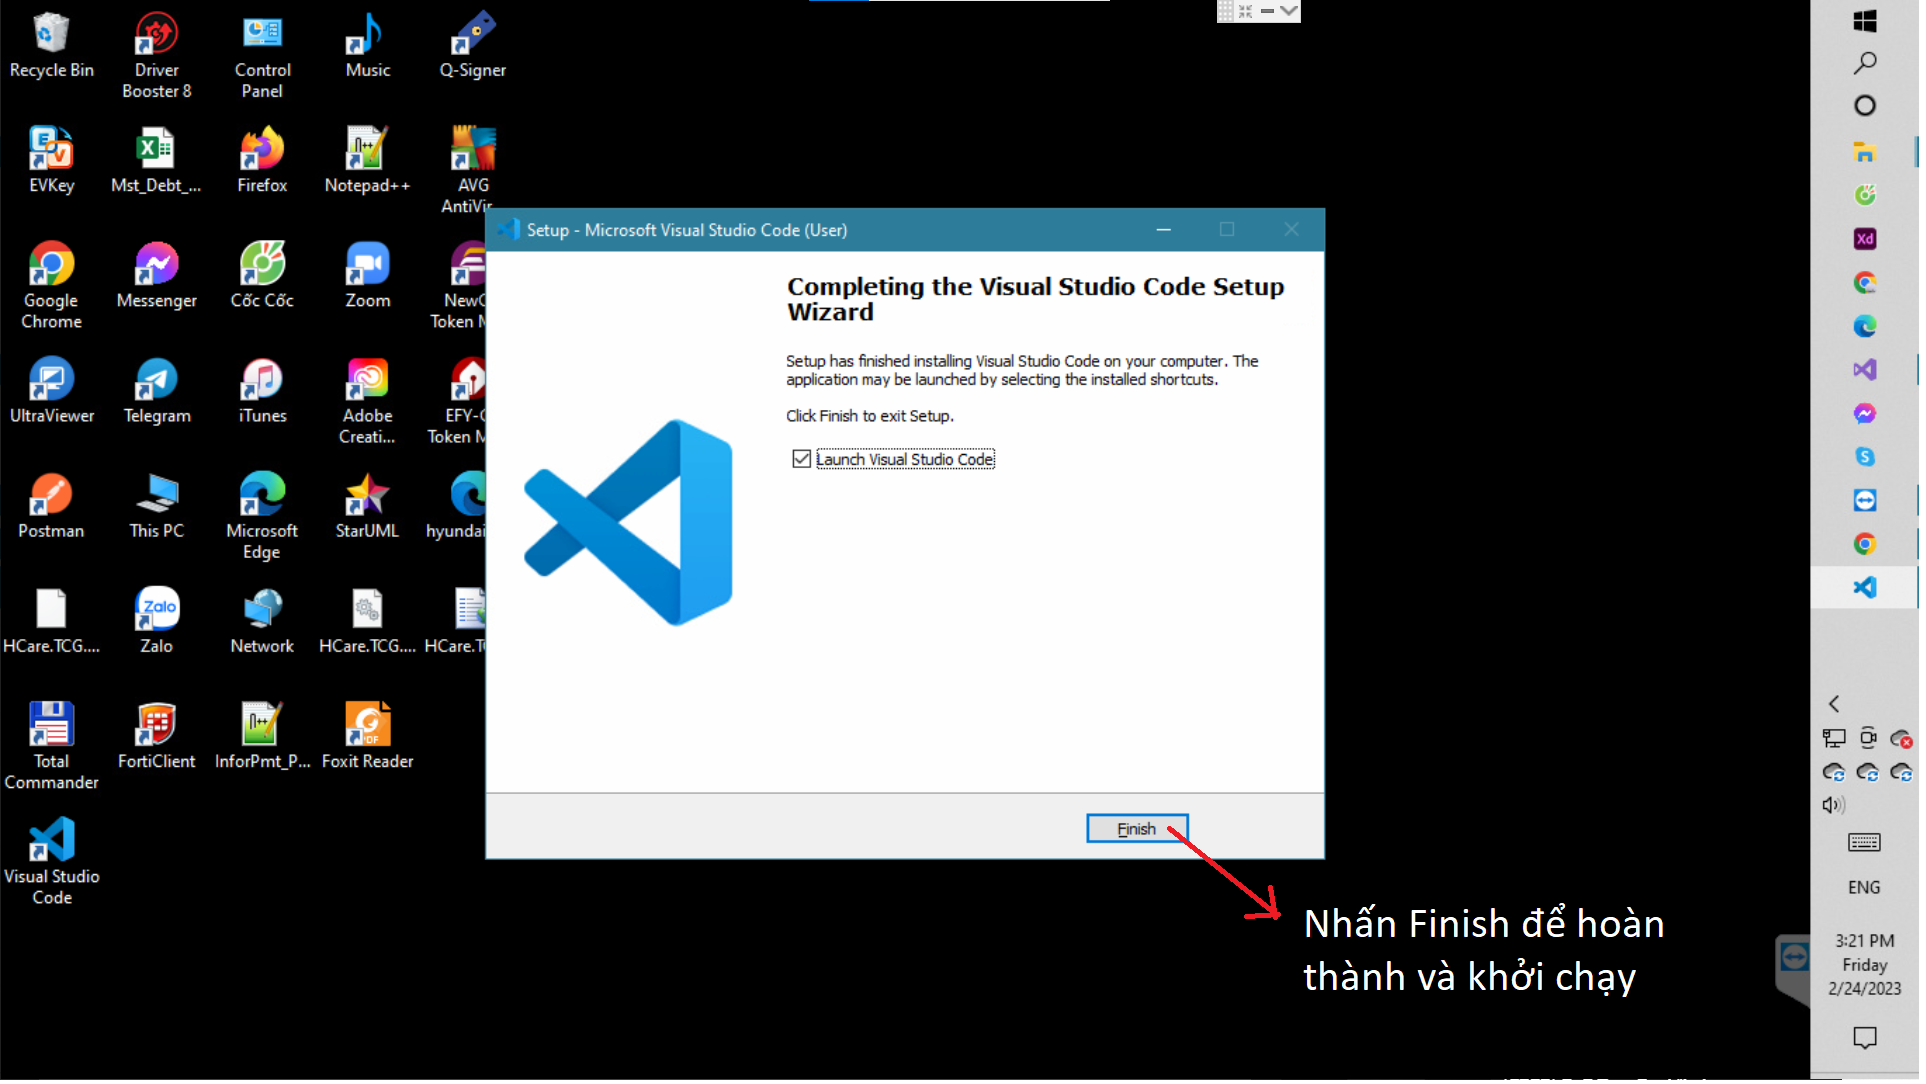 Recycle Bin
Driver
Booster 8
Control
Panel
Music
Q-Signer
EVKey
Mst_Debt_...
Firefox
Notepad++
AVG
AntiVir
Google
Chrome
Messenger
Cốc Cốc
Zoom
Token M
UltraViewer
Telegram
iTunes
Adobe
Creati...
Token M
Postman
This PC
Microsoft
Edge
StarUML
hyundai
HCare.TCG....
Zalo
Zalo
Network
HCare.TCG....
Total
Commander
FortiClient
InforPmt_P...
Foxit Reader
Visual Studio
Code
Setup - Microsoft Visual Studio Code (User)
Completing the Visual Studio Code Setup
Wizard
Setup has finished installing Visual Studio Code on your computer. The
application may be launched by selecting the installed shortcuts.
Click Finish to exit Setup.
Launch Visual Studio Code
Finish
Nhấn Finish để hoàn
thành và khởi chạy
Xd
ENG
3:21 PM
Friday
2/24/2023